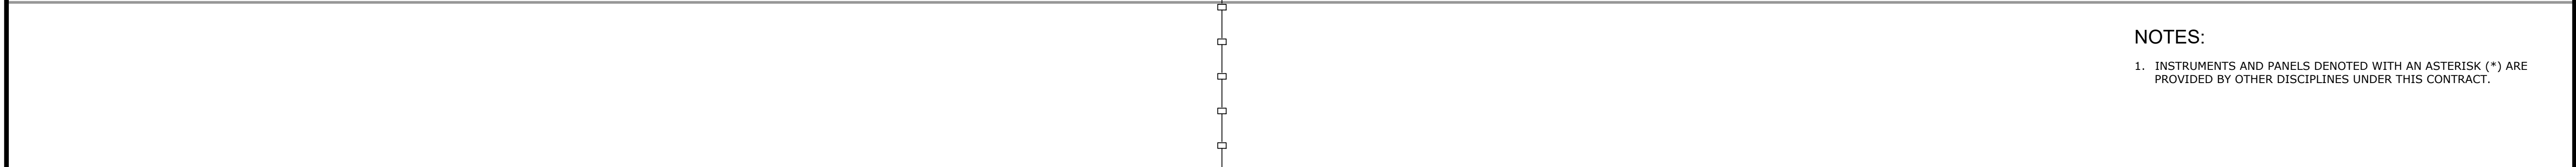 NOTES:
1. INSTRUMENTS AND PANELS DENOTED WITH AN ASTERISK (*) ARE
PROVIDED BY OTHER DISCIPLINES UNDER THIS CONTRACT.